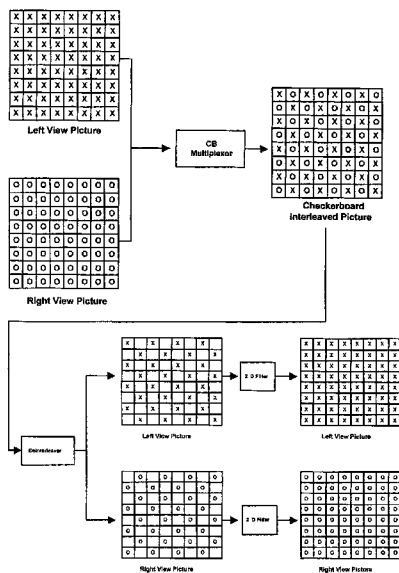 Left View Picture
CB
Multiplexor
Checkerboard
Interleaved Picture
Right View Picture
2 D Filter
Left View Picture
Left View Picture
Deinterleaver
2 D Filter
Right View Picture
Right View Picture